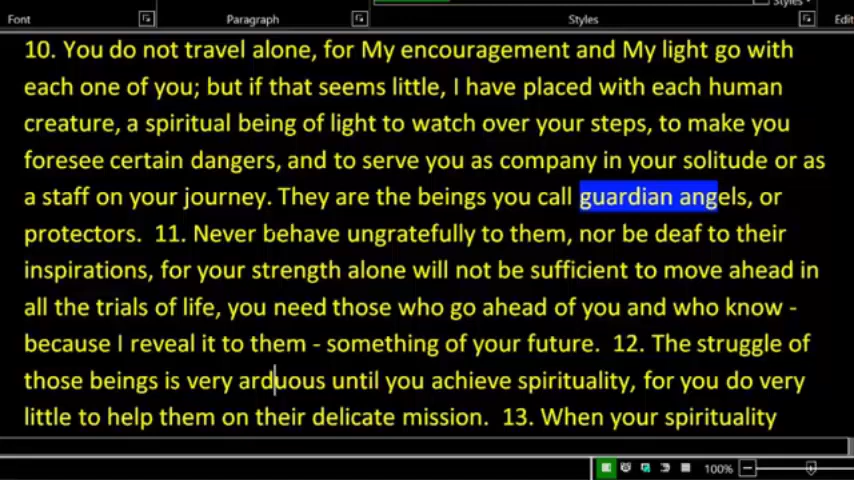 Styles
Font Paragraph Styles
10. You do not travel alone, for My encouragement and My light go with
each one of you; but if that seems little, I have placed with each human
creature, a spiritual being of light to watch over your steps, to make you
foresee certain dangers, and to serve you as company in your solitude or as
a staff on your journey. They are the beings you call guardian angels, or
protectors.  11. Never behave ungratefully to them, nor be deaf to their
inspirations, for your strength alone will not be sufficient to move ahead in
all the trials of life, you need those who go ahead of you and who know -
because I reveal it to them - something of your future.  12. The struggle of
those beings is very arduous until you achieve spirituality, for you do very
little to help them on their delicate mission.  13. When your spirituality
100%